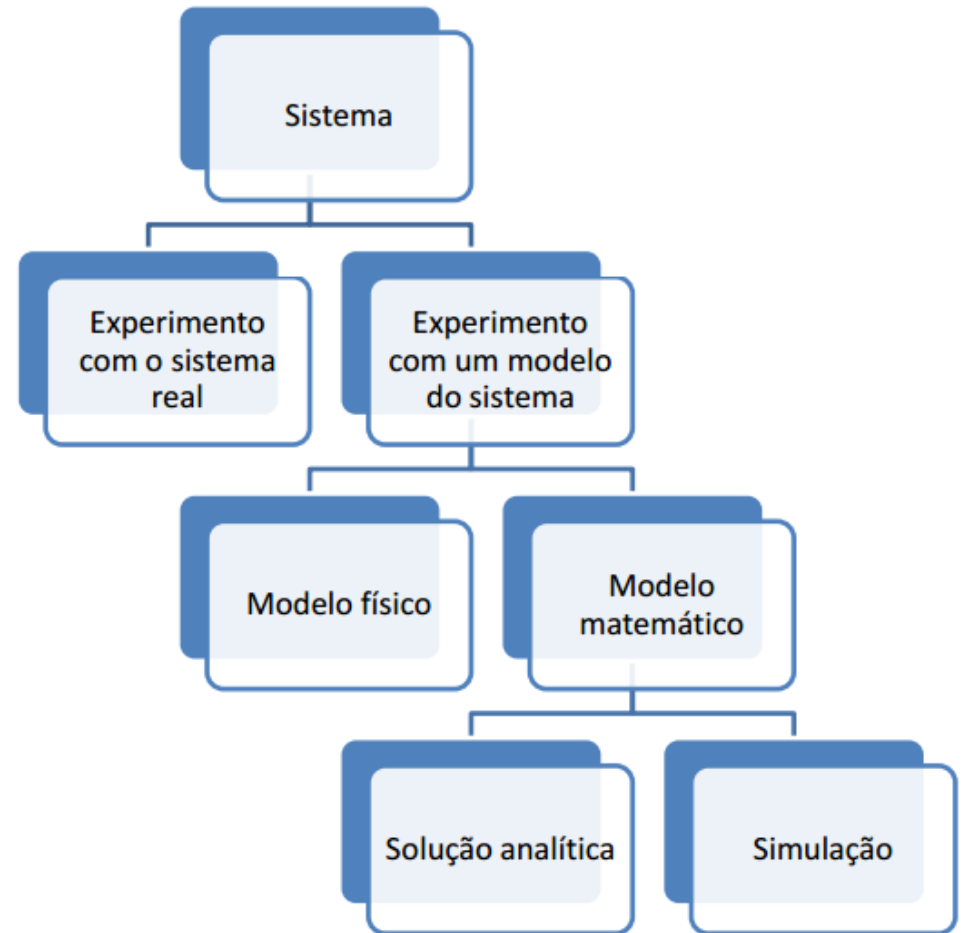 Sistema
Experimento
com o sistema
real
Experimento
com um modelo
do sistema
Modelo físico
Modelo
matemático
Solução analítica
Simulação